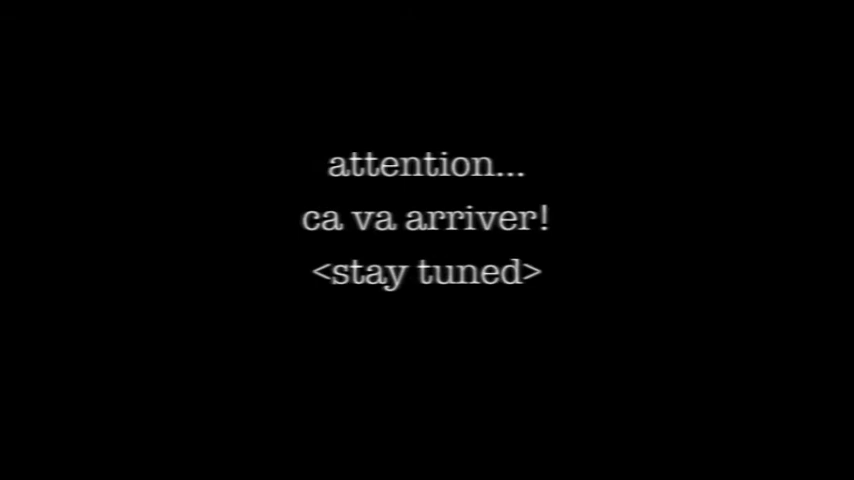 attention...
ca va arriver!
<stay tuned>